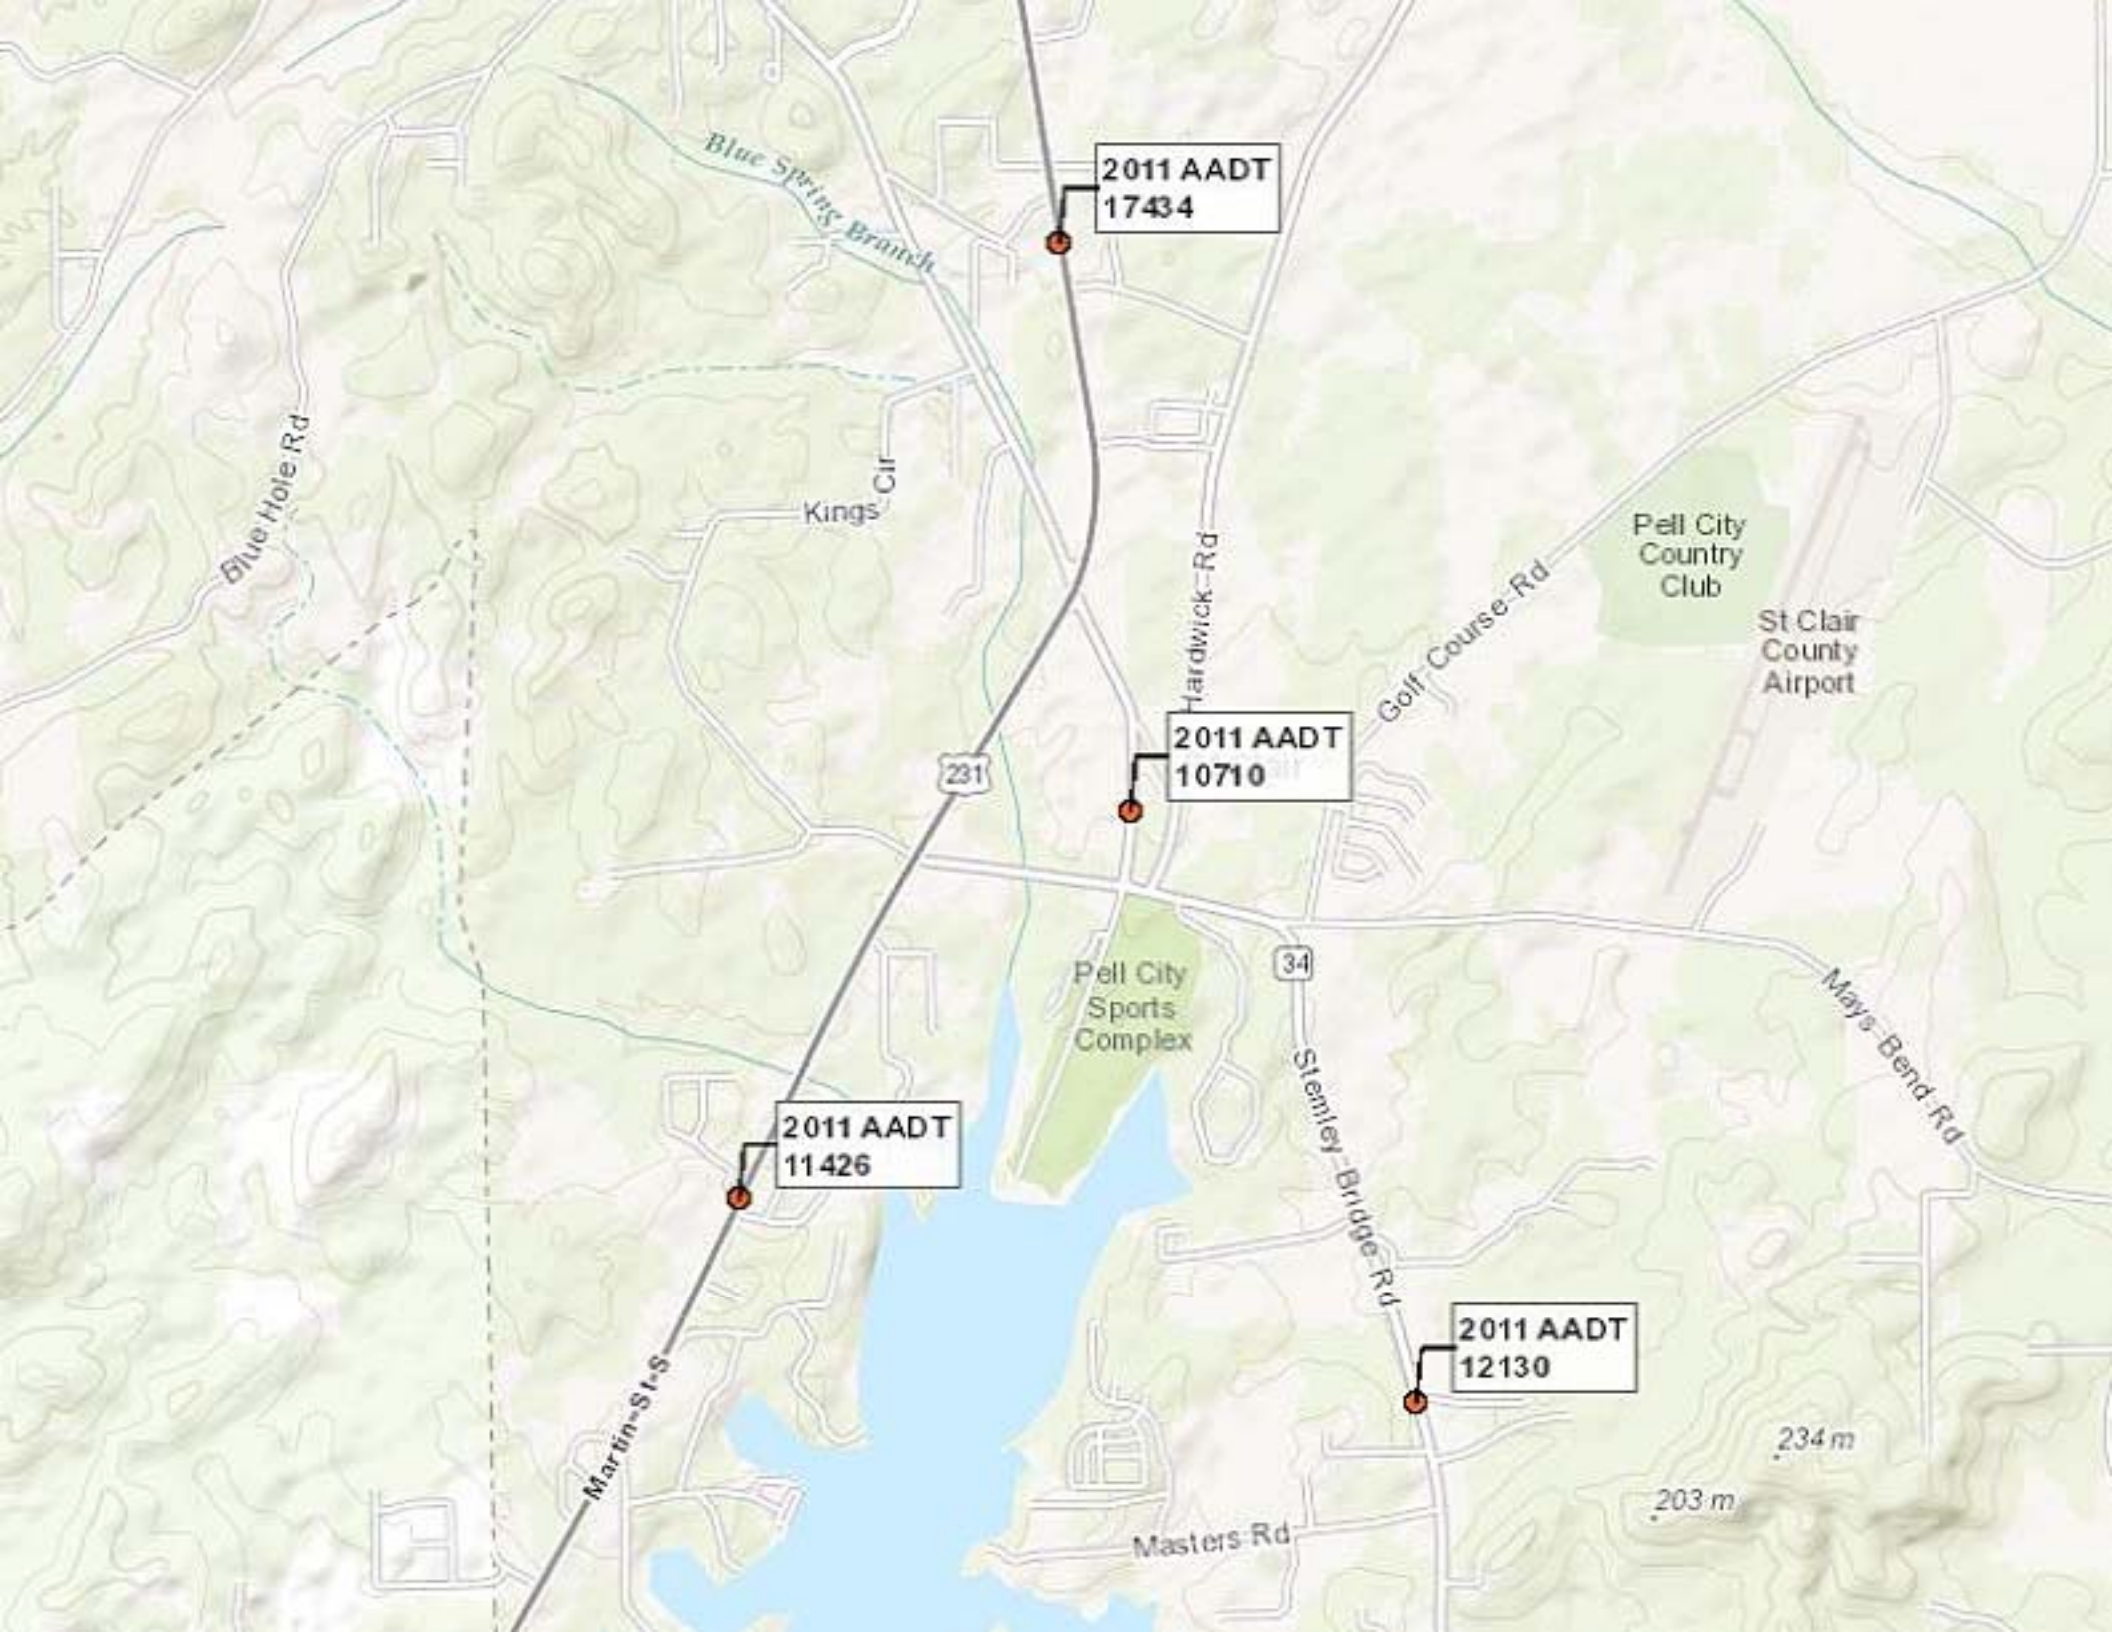 2011 AADT
17434
Blue Spring Branch
Blue Hole Rd
Kings Cir
Hardwick Rd
Golf Course Rd
Pell City
Country
Club
St Clair
County
Airport
2011 AADT
10710
231
34
Pell City
Sports
Complex
Mays Bend Rd
Stemley Bridge Rd
2011 AADT
11426
2011 AADT
12130
Martin St S
234 m
203 m
Masters Rd